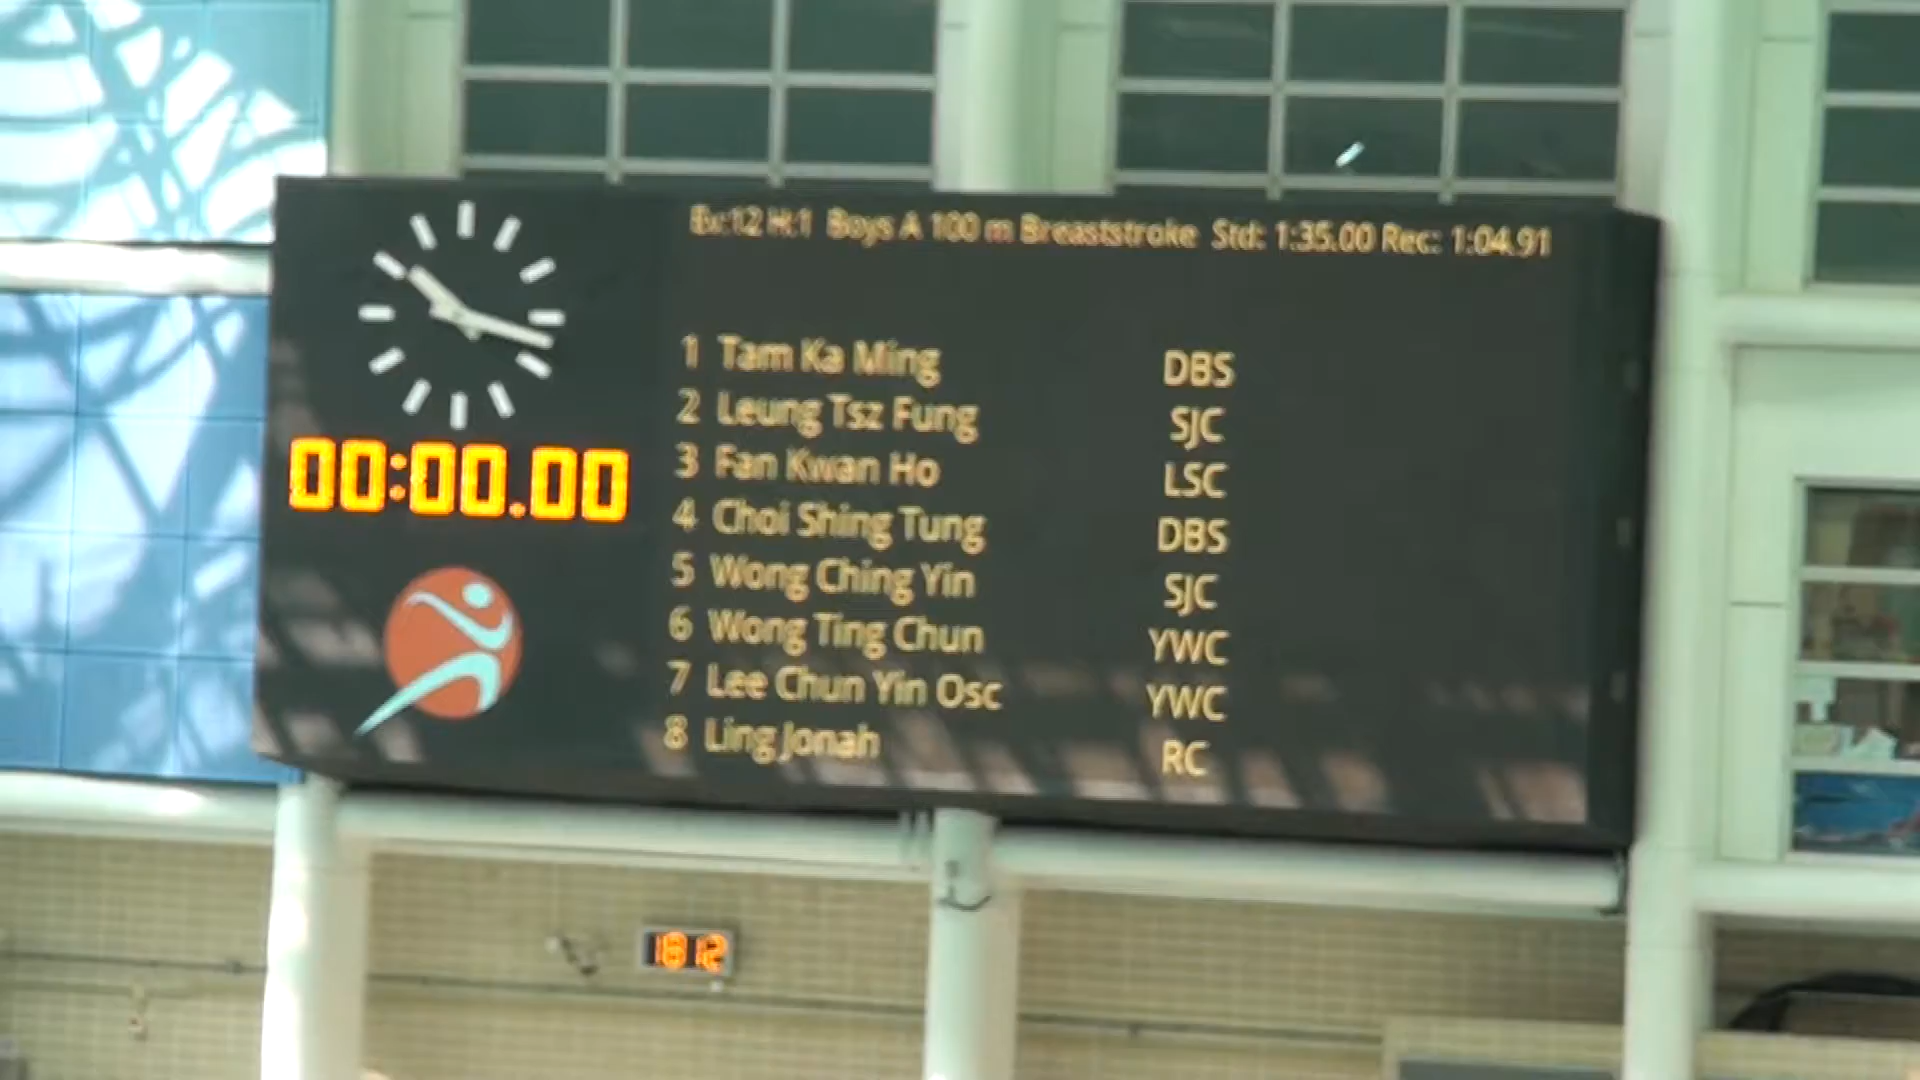 Ev:12 H:1 Boys A 100 m Breaststroke Std: 1:35.00 Rec: 1:04.91
1 Tam Ka Ming DBS
2 Leung Tsz Fung SJC
3 Fan Kwan Ho LSC
4 Choi Shing Tung DBS
5 Wong Ching Yin SJC
6 Wong Ting Chun YWC
7 Lee Chun Yin Osc YWC
8 Ling Jonah RC
00:00.00